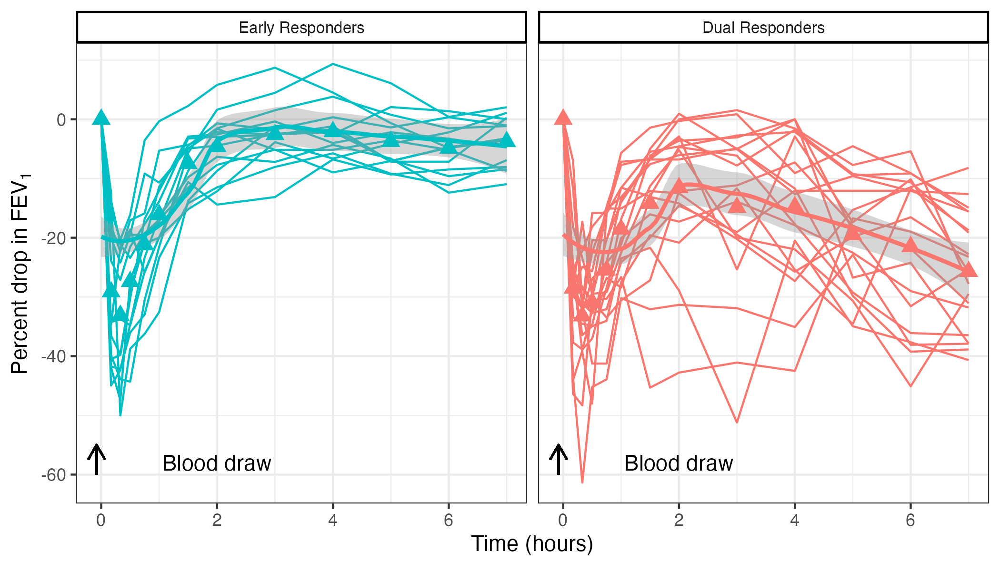 Early Responders
Dual Responders
Percent drop in FEV₁
0
-20
-40
-60
Blood draw
Blood draw
0 2 4 6
0 2 4 6
Time (hours)